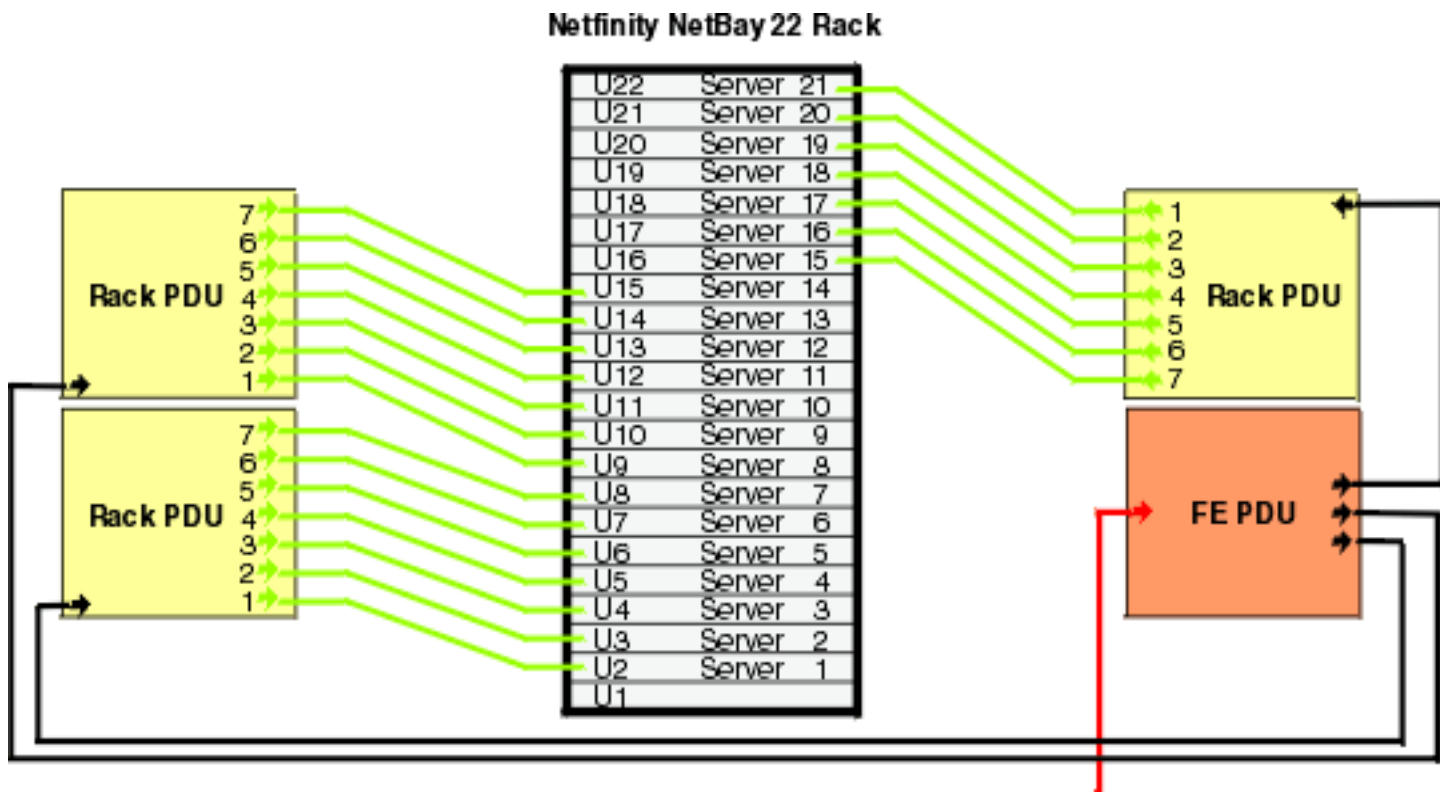 Netfinity NetBay 22 Rack
U22 Server 21
U21 Server 20
U20 Server 19
U19 Server 18
U18 Server 17
U17 Server 16
U16 Server 15
U15 Server 14
U14 Server 13
U13 Server 12
U12 Server 11
U11 Server 10
U10 Server 9
U9 Server 8
U8 Server 7
U7 Server 6
U6 Server 5
U5 Server 4
U4 Server 3
U3 Server 2
U2 Server 1
U1
Rack PDU
7
6
5
4
3
2
1
Rack PDU
7
6
5
4
3
2
1
Rack PDU
1
2
3
4
5
6
7
FE PDU